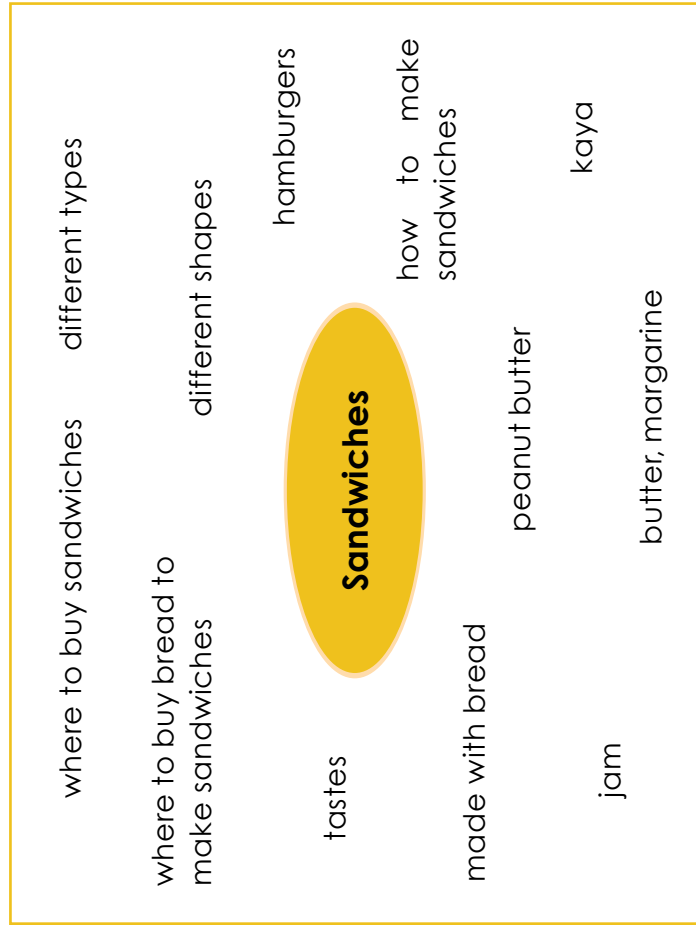 where to buy sandwiches
different types
where to buy bread to
make sandwiches
different shapes
hamburgers
tastes
Sandwiches
how to make
sandwiches
made with bread
peanut butter
kaya
jam
butter, margarine